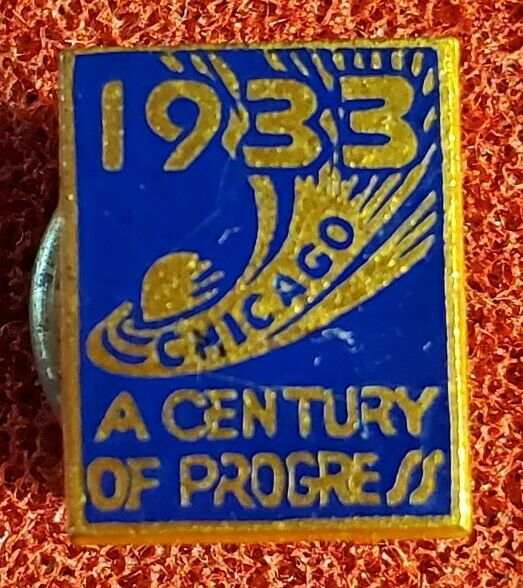 1933
CHICAGO
A CENTURY
OF PROGRESS